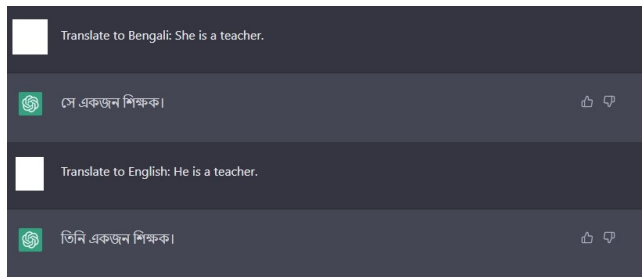 Translate to Bengali: She is a teacher.
সে একজন শিক্ষক।
Translate to English: He is a teacher.
তিনি একজন শিক্ষক।